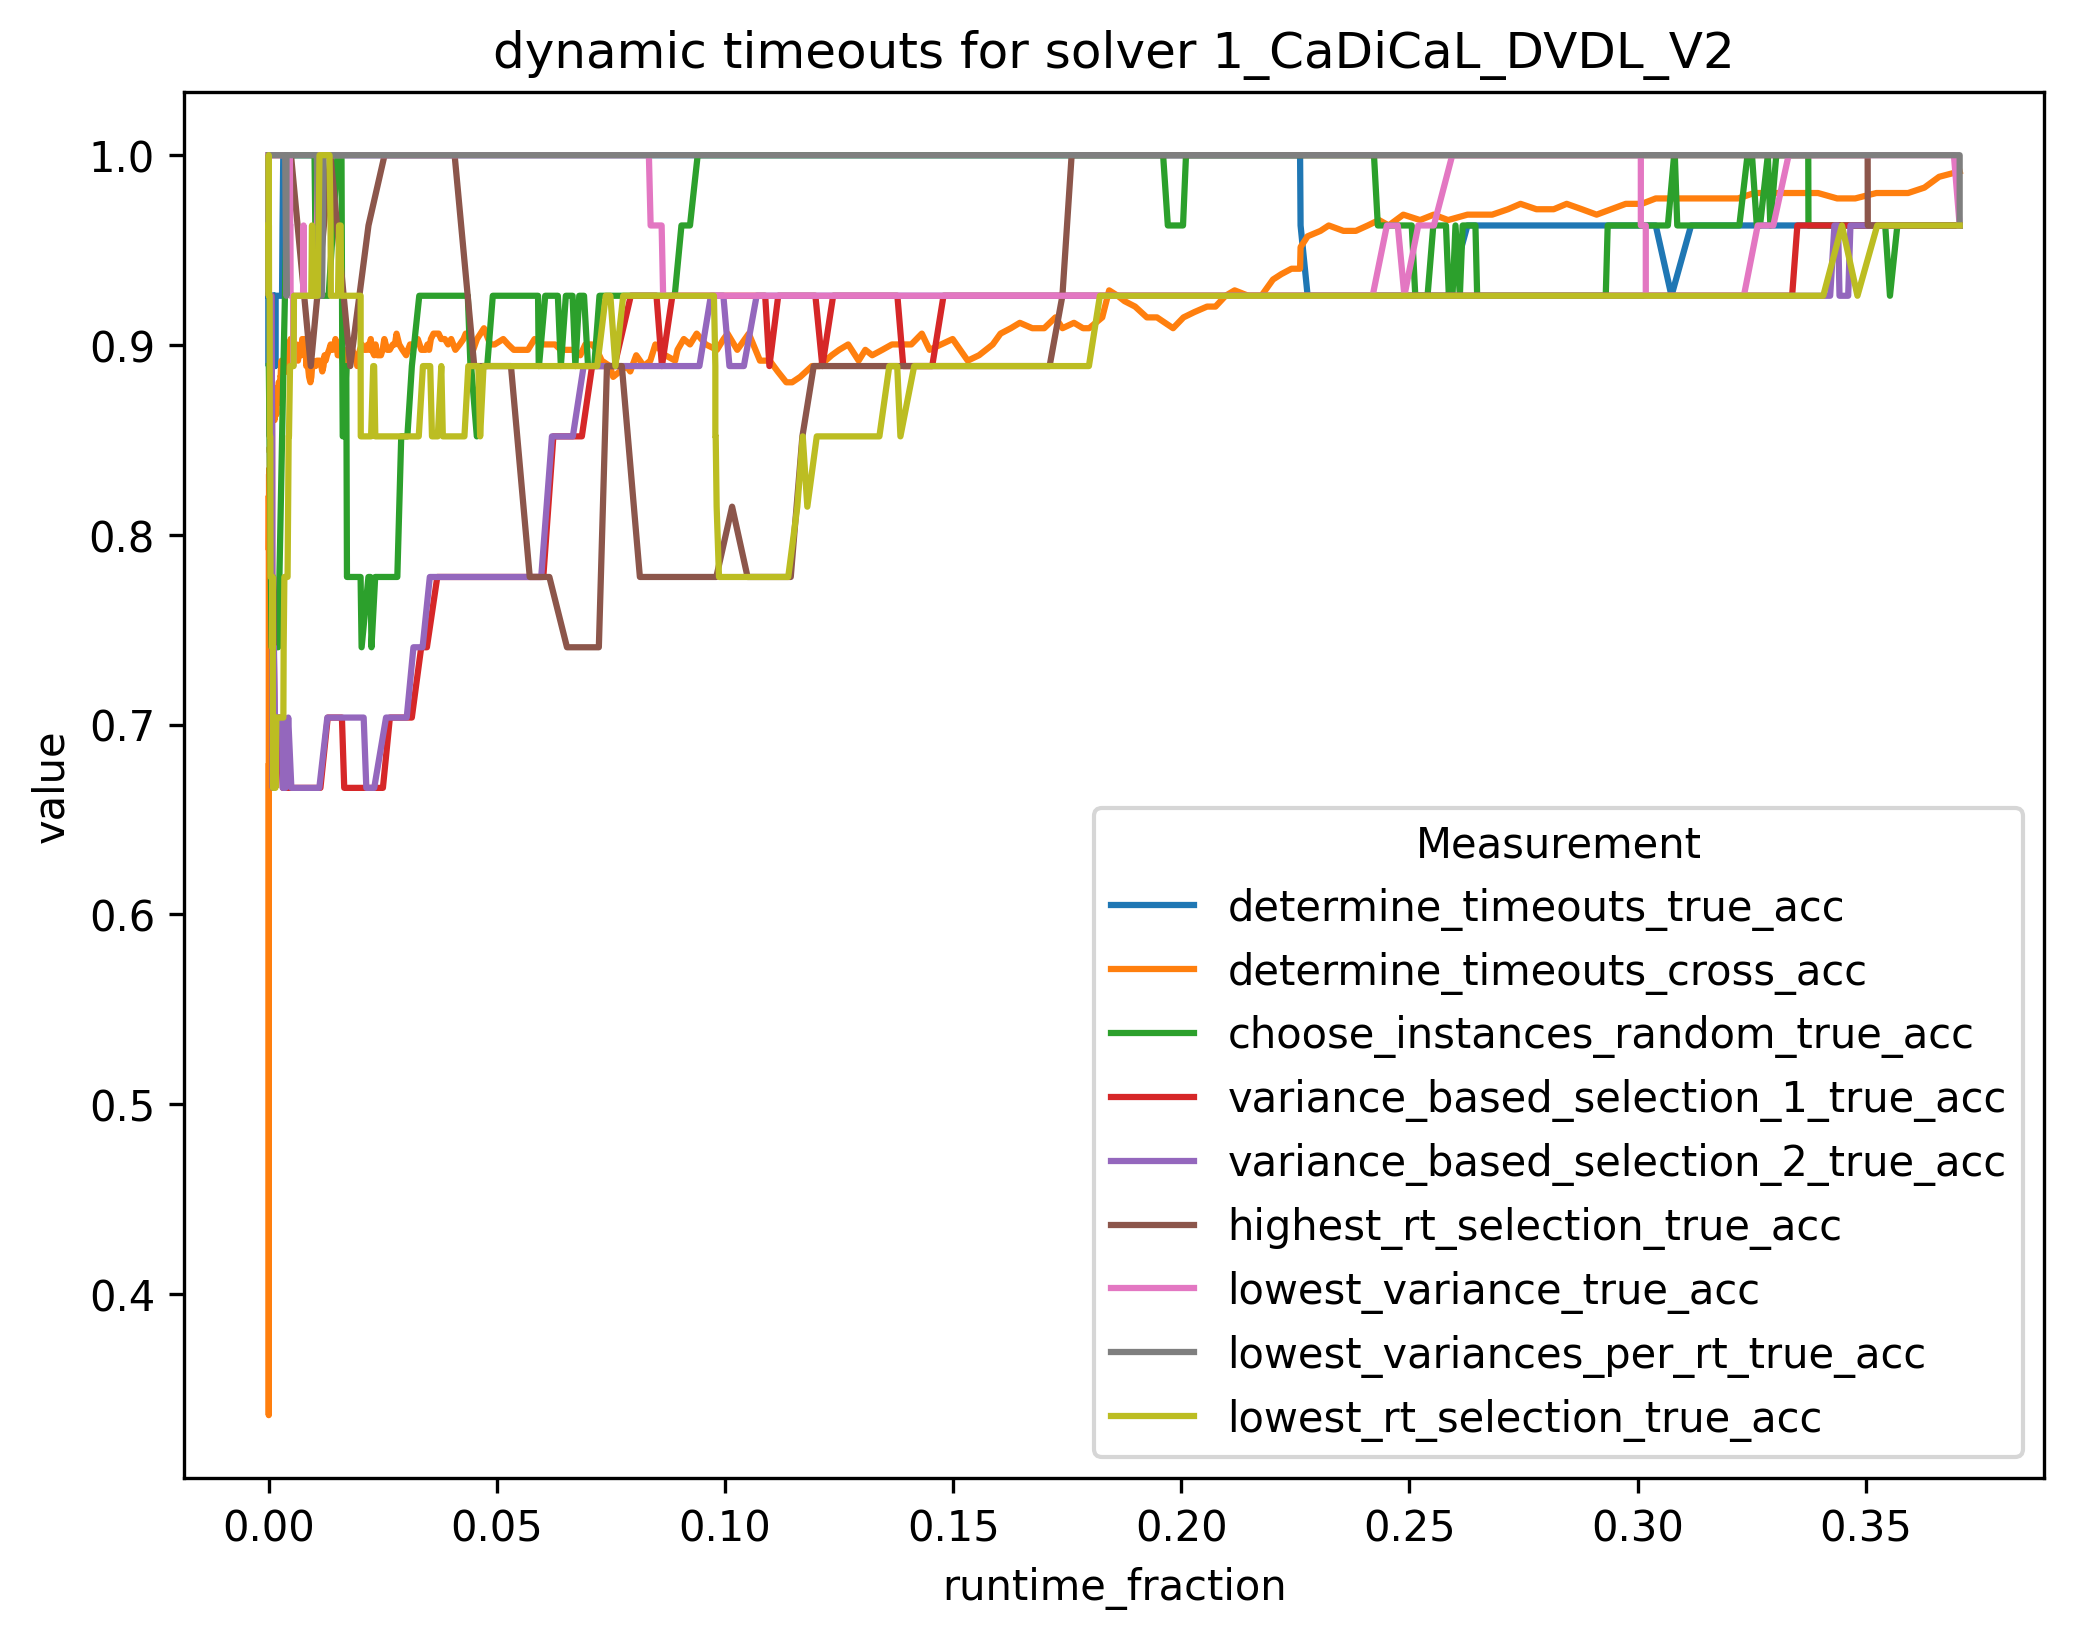 dynamic timeouts for solver 1_CaDiCaL_DVDL_V2
1.0
0.9
0.8
0.7
0.6
0.5
0.4
value
Measurement
determine_timeouts_true_acc
determine_timeouts_cross_acc
choose_instances_random_true_acc
variance_based_selection_1_true_acc
variance_based_selection_2_true_acc
highest_rt_selection_true_acc
lowest_variance_true_acc
lowest_variances_per_rt_true_acc
lowest_rt_selection_true_acc
0.00 0.05 0.10 0.15 0.20 0.25 0.30 0.35
runtime_fraction